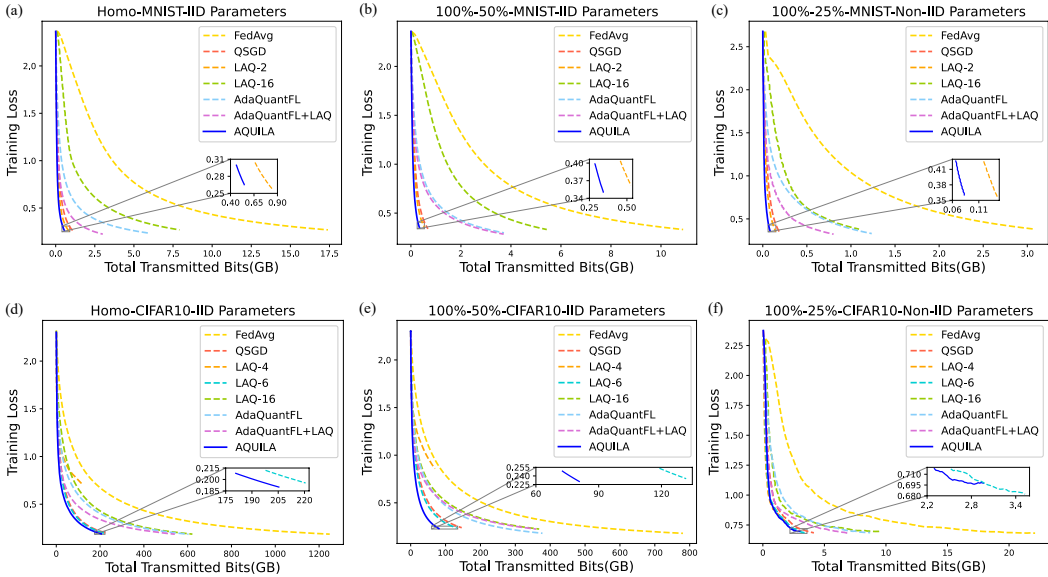 (a)
Homo-MNIST-IID Parameters
Training Loss
2.0
1.5
1.0
0.5
0.0
2.5
5.0
7.5
10.0
12.5
15.0
17.5
Total Transmitted Bits(GB)
FedAvg
QSGD
LAQ-2
LAQ-16
AdaQuantFL
AdaQuantFL+LAQ
AQUILA
0.31
0.28
0.25
0.40
0.65
0.90
(b)
100%-50%-MNIST-IID Parameters
Training Loss
2.0
1.5
1.0
0.5
0
2
4
6
8
10
Total Transmitted Bits(GB)
FedAvg
QSGD
LAQ-2
LAQ-16
AdaQuantFL
AdaQuantFL+LAQ
AQUILA
0.40
0.37
0.34
0.25
0.50
(c)
100%-25%-MNIST-Non-IID Parameters
Training Loss
2.5
2.0
1.5
1.0
0.5
0.0
0.5
1.0
1.5
2.0
2.5
3.0
Total Transmitted Bits(GB)
FedAvg
QSGD
LAQ-2
LAQ-16
AdaQuantFL
AdaQuantFL+LAQ
AQUILA
0.41
0.38
0.35
0.06
0.11
(d)
Homo-CIFAR10-IID Parameters
Training Loss
2.0
1.5
1.0
0.5
0
200
400
600
800
1000
1200
Total Transmitted Bits(GB)
FedAvg
QSGD
LAQ-4
LAQ-6
LAQ-16
AdaQuantFL
AdaQuantFL+LAQ
AQUILA
0.215
0.200
0.185
175
190
205
220
(e)
100%-50%-CIFAR10-IID Parameters
Training Loss
2.0
1.5
1.0
0.5
0
100
200
300
400
500
600
700
800
Total Transmitted Bits(GB)
FedAvg
QSGD
LAQ-4
LAQ-6
LAQ-16
AdaQuantFL
AdaQuantFL+LAQ
AQUILA
0.255
0.240
0.225
60
90
120
(f)
100%-25%-CIFAR10-Non-IID Parameters
Training Loss
2.25
2.00
1.75
1.50
1.25
1.00
0.75
0
5
10
15
20
Total Transmitted Bits(GB)
FedAvg
QSGD
LAQ-4
LAQ-6
LAQ-16
AdaQuantFL
AdaQuantFL+LAQ
AQUILA
0.710
0.695
0.680
2,2
2,8
3,4